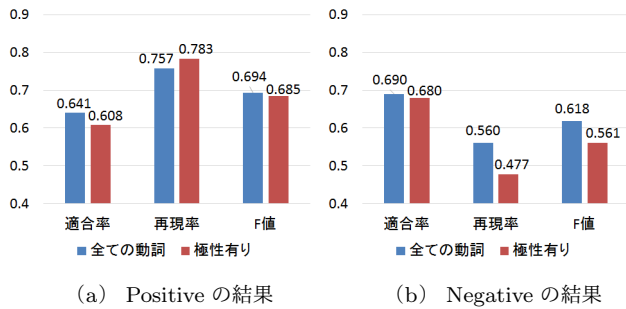 0.9
0.8
0.7
0.6
0.5
0.4
0.641
0.608
0.757
0.783
0.694
0.685
適合率
再現率
F値
全ての動詞
極性有り
(a) Positive の結果
0.9
0.8
0.7
0.6
0.5
0.4
0.690
0.680
0.560
0.477
0.618
0.561
適合率
再現率
F値
全ての動詞
極性有り
(b) Negative の結果